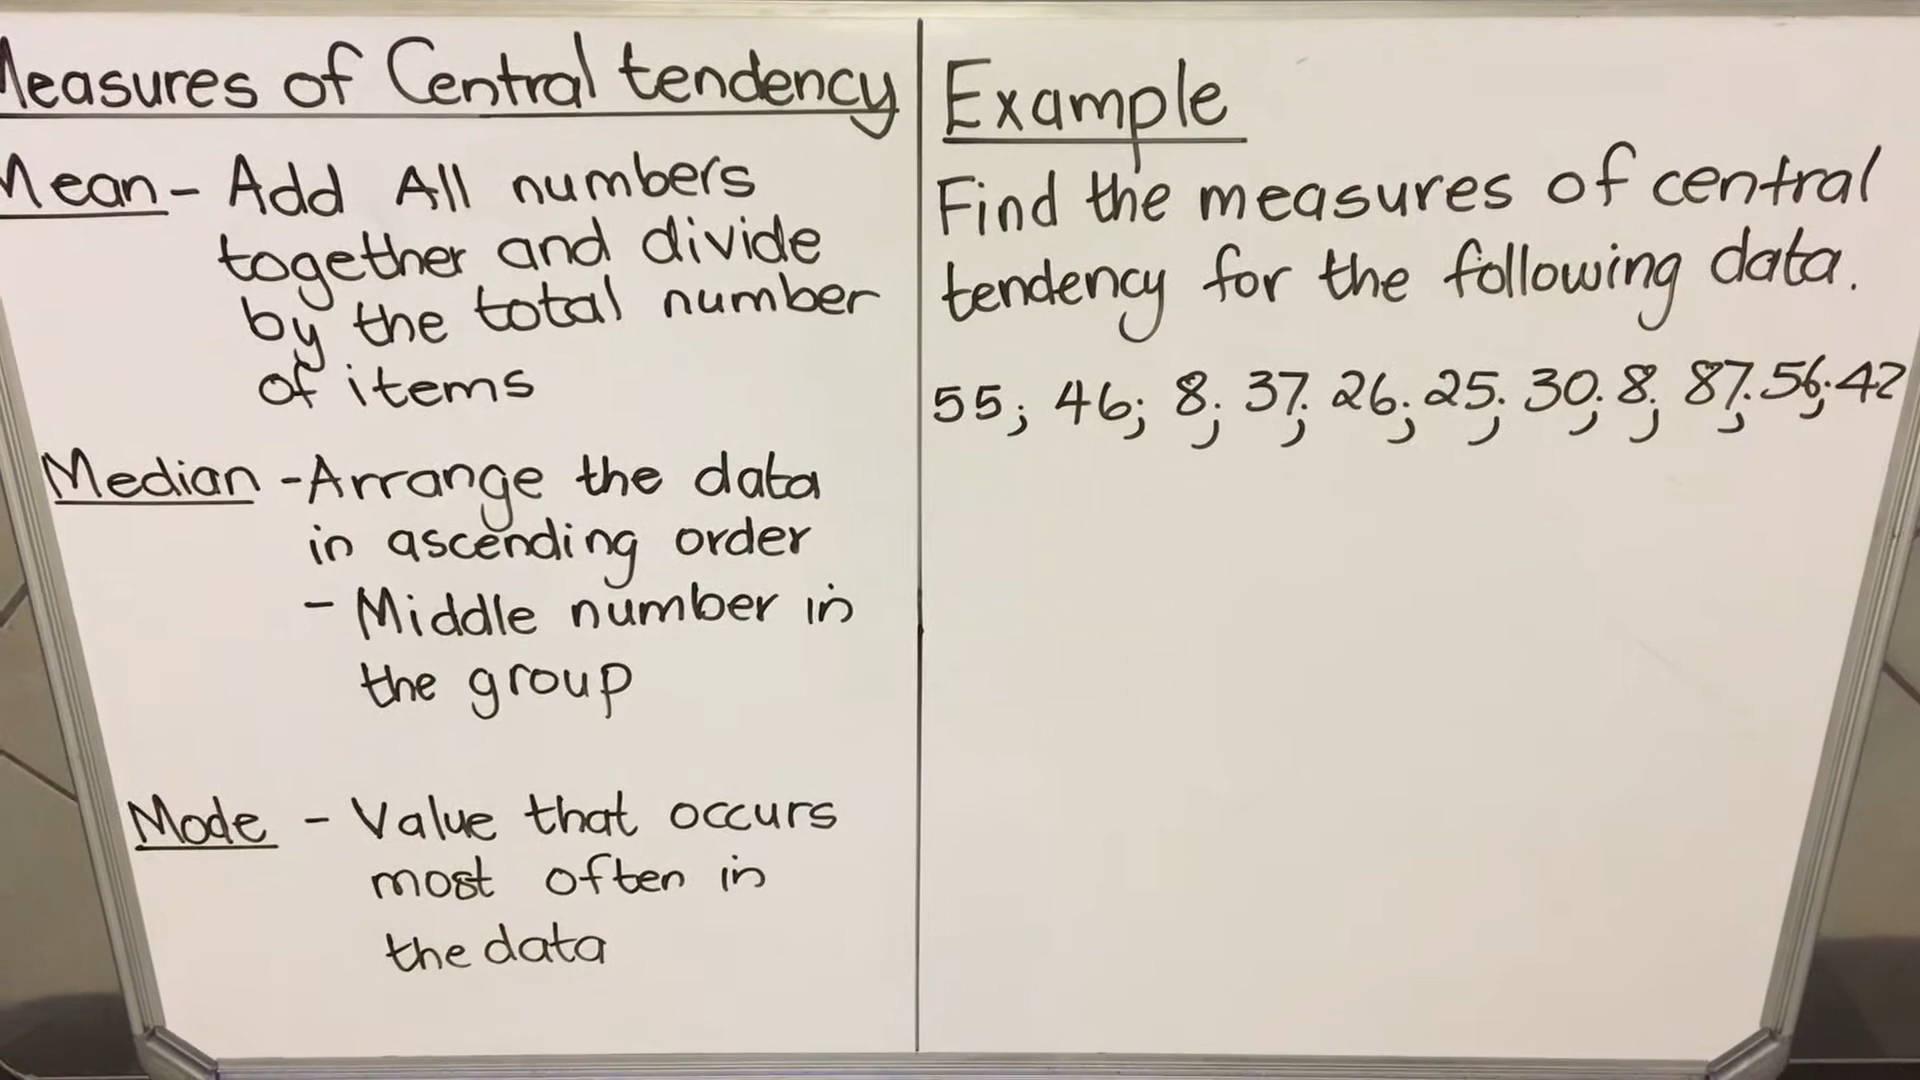 Measures of Central tendency
Mean - Add All numbers
together and divide
by the total number
of items
Median - Arrange the data
in ascending order
- Middle number in
the group
Mode - Value that occurs
most often in
the data
Example
Find the measures of central
tendency for the following data.
55; 46; 8; 37; 26; 25; 30; 8; 87; 56; 42